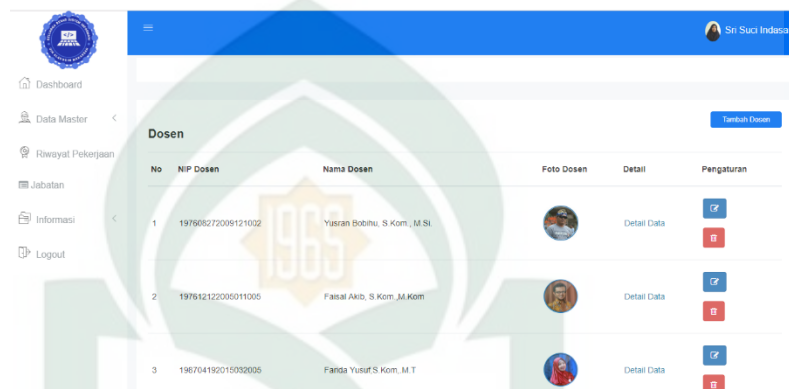 Sri Suci Indasa
Dashboard
Data Master
Riwayat Pekerjaan
Jabatan
Informasi
Logout
Tambah Dosen
Dosen
No NIP Dosen Nama Dosen Foto Dosen Detail Pengaturan
1 197608272009121002 Yusran Bobihu, S.Kom., M.Si. Detail Data
2 197612122005011005 Faisal Akib, S.Kom.,M.Kom Detail Data
3 198704192015032005 Farida Yusuf,S.Kom, M.T Detail Data
1965